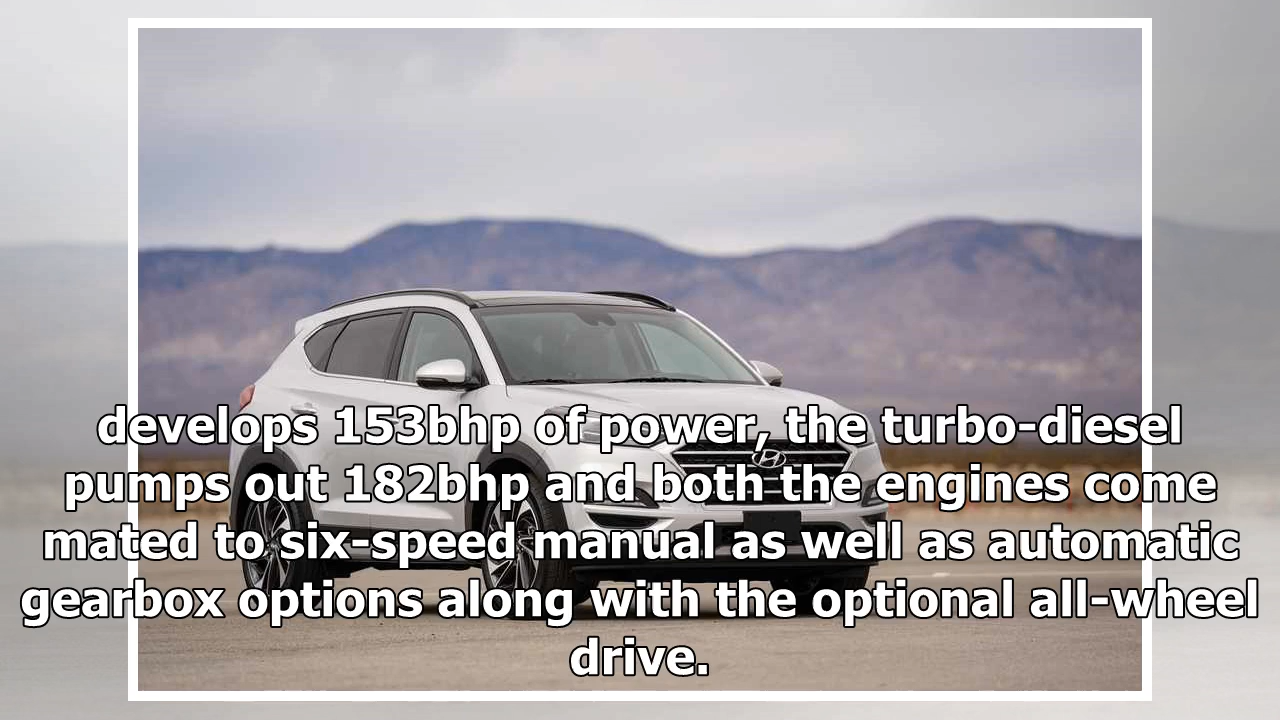 develops 153bhp of power, the turbo-diesel
pumps out 182bhp and both the engines come
mated to six-speed manual as well as automatic
gearbox options along with the optional all-wheel
drive.